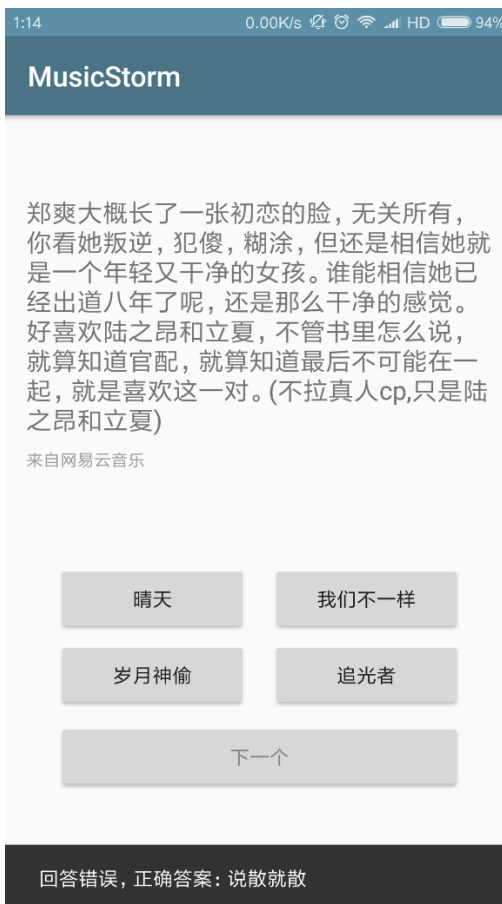 1:14 0.00K/s HD 94%
MusicStorm
郑爽大概长了一张初恋的脸，无关所有，
你看她叛逆，犯傻，糊涂，但还是相信她就
是一个年轻又干净的女孩。谁能相信她已
经出道八年了呢，还是那么干净的感觉。
好喜欢陆之昂和立夏，不管书里怎么说，
就算知道官配，就算知道最后不可能在一
起，就是喜欢这一对。(不拉真人cp,只是陆
之昂和立夏)
来自网易云音乐
晴天 我们不一样
岁月神偷 追光者
下一个
回答错误，正确答案：说散就散